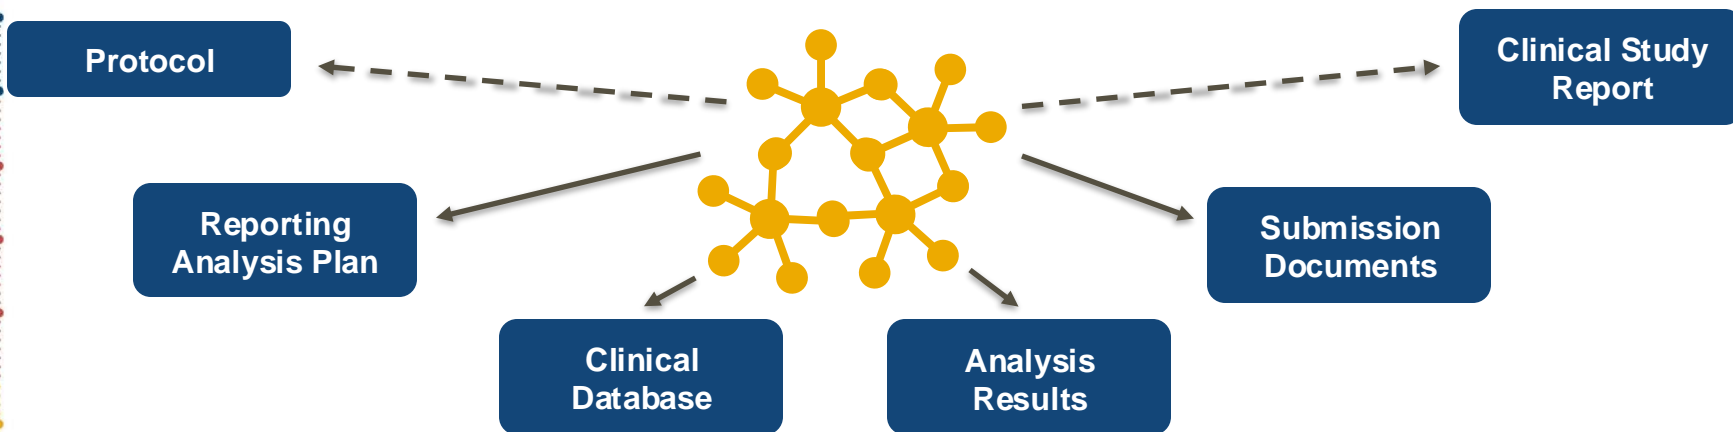 Protocol
Clinical Study
Report
Reporting
Analysis Plan
Submission
Documents
Clinical
Database
Analysis
Results